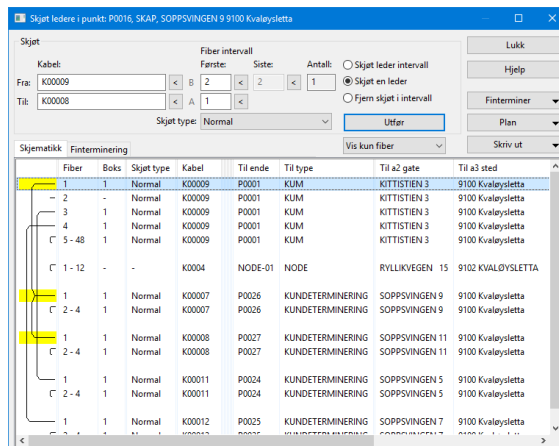 Skjøt ledere i punkt: P0016, SKAP, SOPPSVINGEN 9 9100 Kvaløysletta
Skjøt
Fiber intervall
Kabel: Første: Siste: Antall:
Fra: K00009 < B 2 < 2 < 1
Til: K00008 < A 1 <
Skjøt type: Normal
Skjøt leder intervall
Skjøt en leder
Fjern skjøt i intervall
Utfør
Vis kun fiber
Lukk
Hjelp
Finterminer
Plan
Skriv ut
Skjematikk Finterminering
Fiber Boks Skjøt type Kabel Til ende Til type Til a2 gate Til a3 sted
1 1 Normal K00009 P0001 KUM KITTISTIEN 3 9100 Kvaløysletta
2 - Normal K00009 P0001 KUM KITTISTIEN 3 9100 Kvaløysletta
3 1 Normal K00009 P0001 KUM KITTISTIEN 3 9100 Kvaløysletta
4 1 Normal K00009 P0001 KUM KITTISTIEN 3 9100 Kvaløysletta
5 - 48 1 Normal K00009 P0001 KUM KITTISTIEN 3 9100 Kvaløysletta
1 - 12 - - K0004 NODE-01 NODE RYLLIKVEGEN 15 9102 KVALØYSLETTA
1 1 Normal K00007 P0026 KUNDETERMINERING SOPPSVINGEN 9 9100 Kvaløysletta
2 - 4 1 Normal K00007 P0026 KUNDETERMINERING SOPPSVINGEN 9 9100 Kvaløysletta
1 1 Normal K00008 P0027 KUNDETERMINERING SOPPSVINGEN 11 9100 Kvaløysletta
2 - 4 1 Normal K00008 P0027 KUNDETERMINERING SOPPSVINGEN 11 9100 Kvaløysletta
1 1 Normal K00011 P0024 KUNDETERMINERING SOPPSVINGEN 5 9100 Kvaløysletta
2 - 4 1 Normal K00011 P0024 KUNDETERMINERING SOPPSVINGEN 5 9100 Kvaløysletta
1 1 Normal K00012 P0025 KUNDETERMINERING SOPPSVINGEN 7 9100 Kvaløysletta